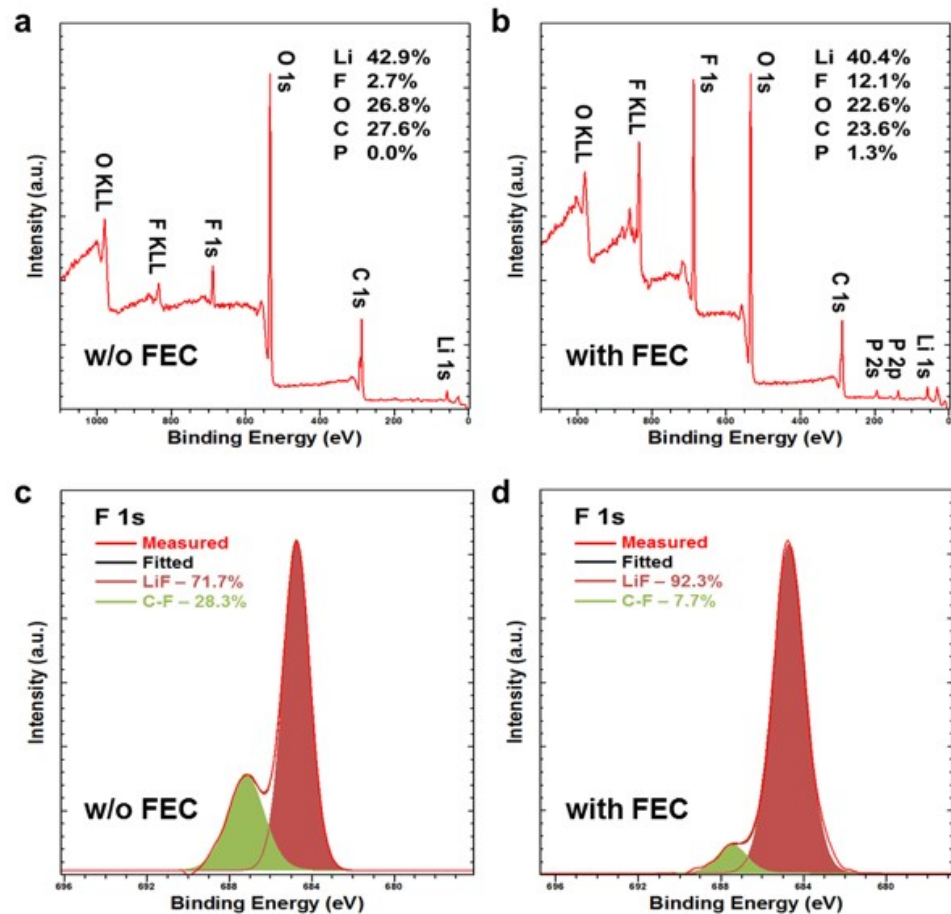 a
Li 42.9%
F 2.7%
O 26.8%
C 27.6%
P 0.0%
O KLL
F KLL
F 1s
O 1s
C 1s
Li 1s
w/o FEC
Intensity (a.u.)
1000 800 600 400 200 0
Binding Energy (eV)
b
Li 40.4%
F 12.1%
O 22.6%
C 23.6%
P 1.3%
O KLL
F KLL
F 1s
O 1s
C 1s
P 2s
P 2p
Li 1s
with FEC
Intensity (a.u.)
1000 800 600 400 200 0
Binding Energy (eV)
c
F 1s
Measured
Fitted
LiF – 71.7%
C-F – 28.3%
w/o FEC
Intensity (a.u.)
696 692 688 684 680
Binding Energy (eV)
d
F 1s
Measured
Fitted
LiF – 92.3%
C-F – 7.7%
with FEC
Intensity (a.u.)
696 692 688 684 680
Binding Energy (eV)